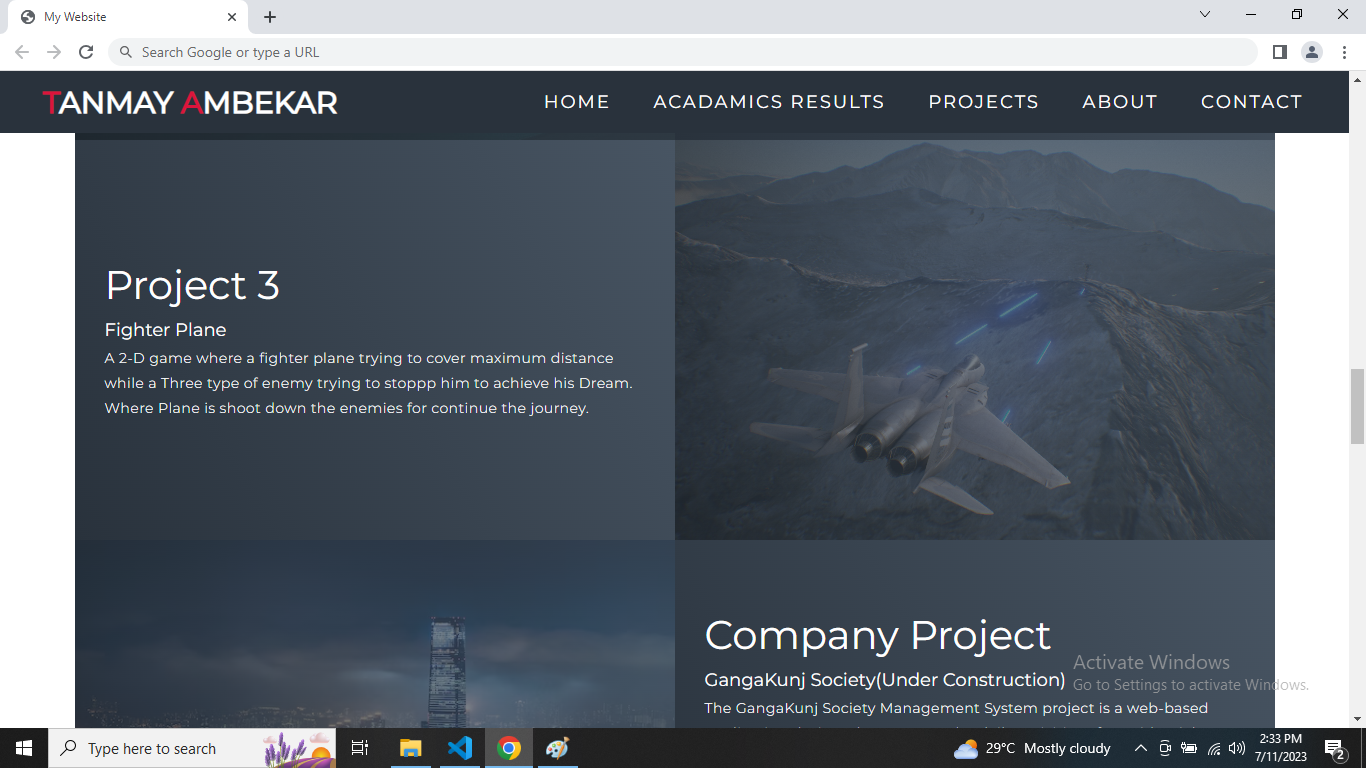 My Website
Search Google or type a URL
TANMAY AMBEKAR
HOME
ACADAMICS RESULTS
PROJECTS
ABOUT
CONTACT
Project 3
Fighter Plane
A 2-D game where a fighter plane trying to cover maximum distance
while a Three type of enemy trying to stoppp him to achieve his Dream.
Where Plane is shoot down the enemies for continue the journey.
Company Project
GangaKunj Society(Under Construction)
The GangaKunj Society Management System project is a web-based
Activate Windows
Go to Settings to activate Windows.
Type here to search
29°C Mostly cloudy
2:33 PM
7/11/2023
2